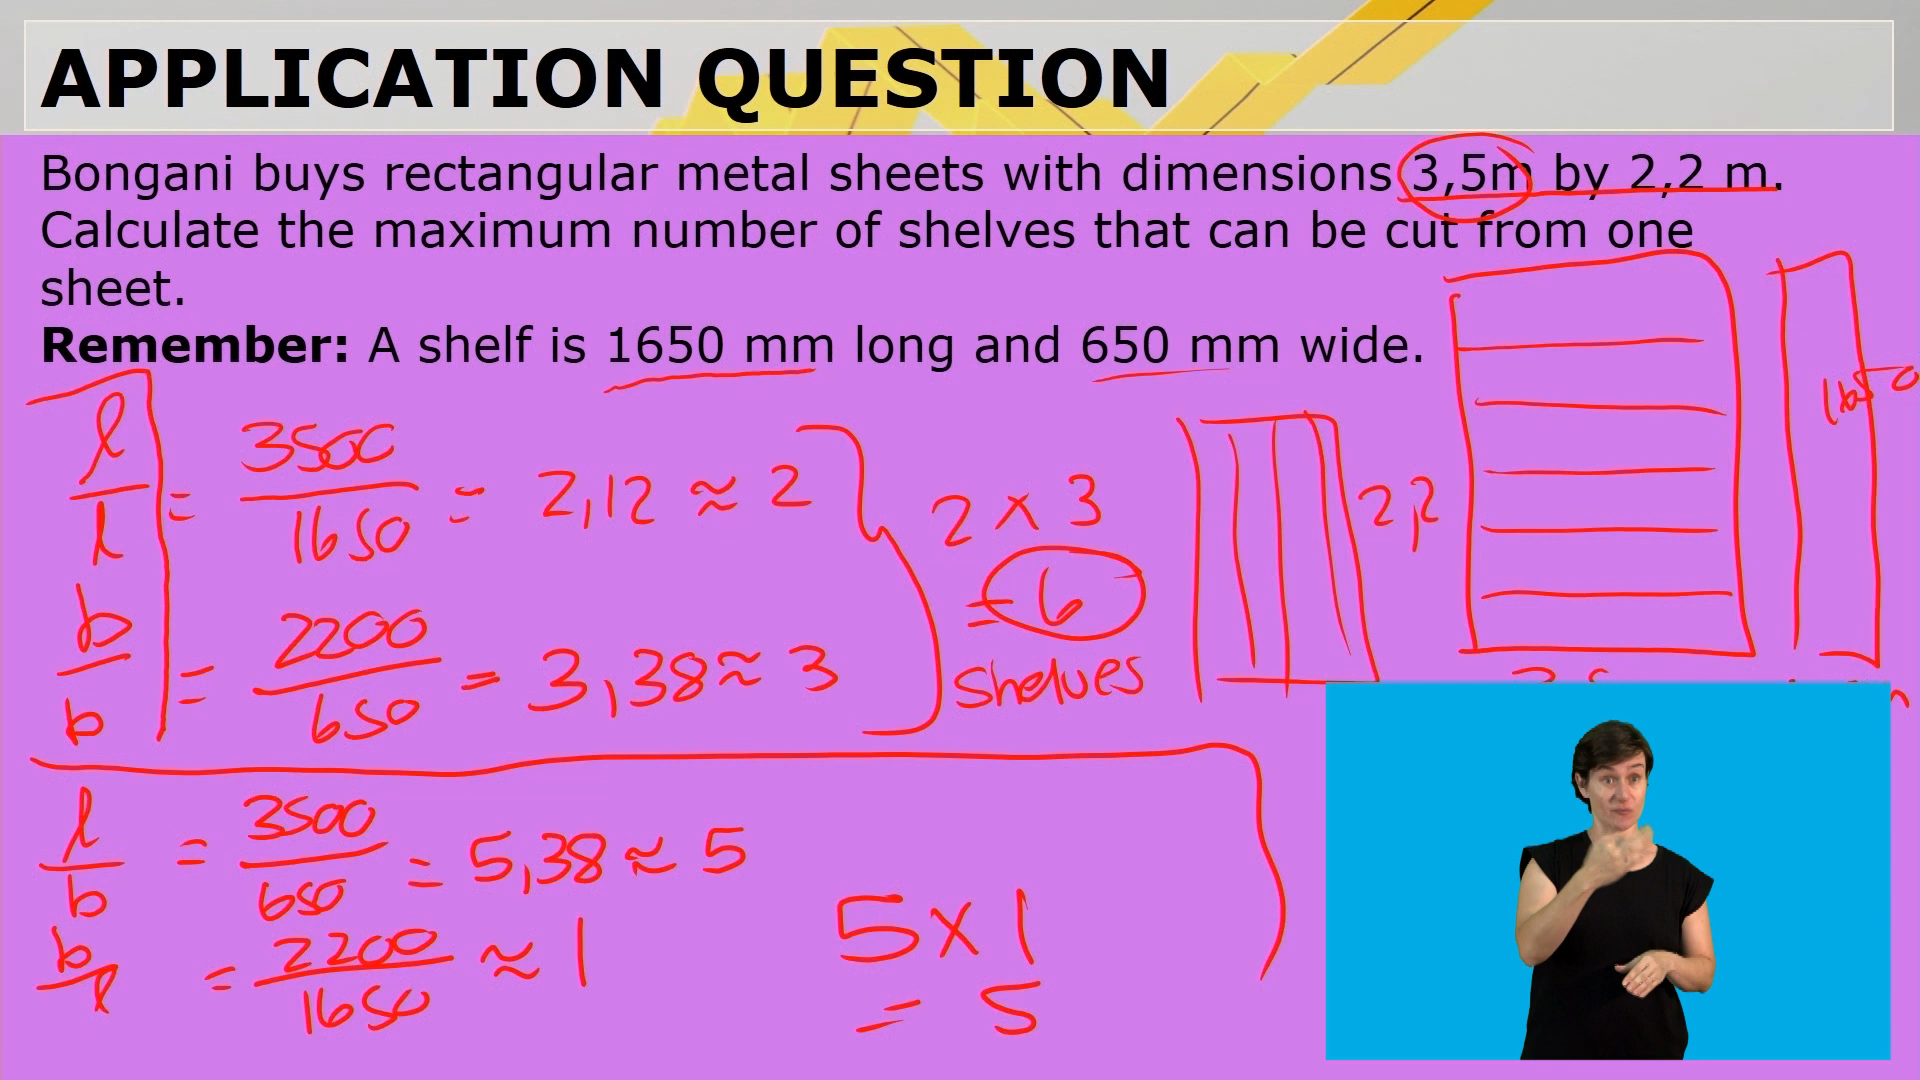 APPLICATION QUESTION
Bongani buys rectangular metal sheets with dimensions 3,5m by 2,2 m.
Calculate the maximum number of shelves that can be cut from one
sheet.
Remember: A shelf is 1650 mm long and 650 mm wide.
l/l = 3500/1650 = 2,12 ≈ 2
b/b = 2200/650 = 3,38 ≈ 3
2 × 3
= 6
shelves
2,2
1650
l/b = 3500/650 = 5,38 ≈ 5
b/l = 2200/1650 ≈ 1
5 × 1
= 5